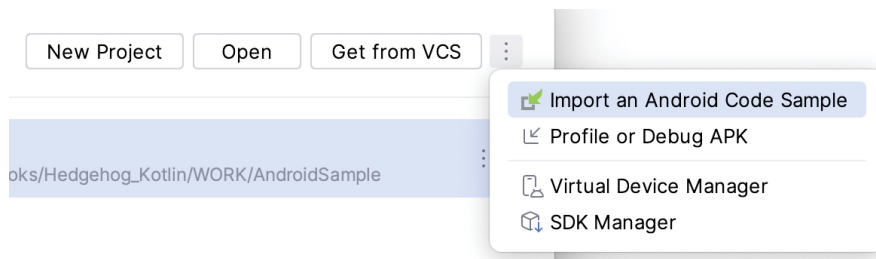 New Project Open Get from VCS
Import an Android Code Sample
Profile or Debug APK
/Hedgehog_Kotlin/WORK/AndroidSample
Virtual Device Manager
SDK Manager